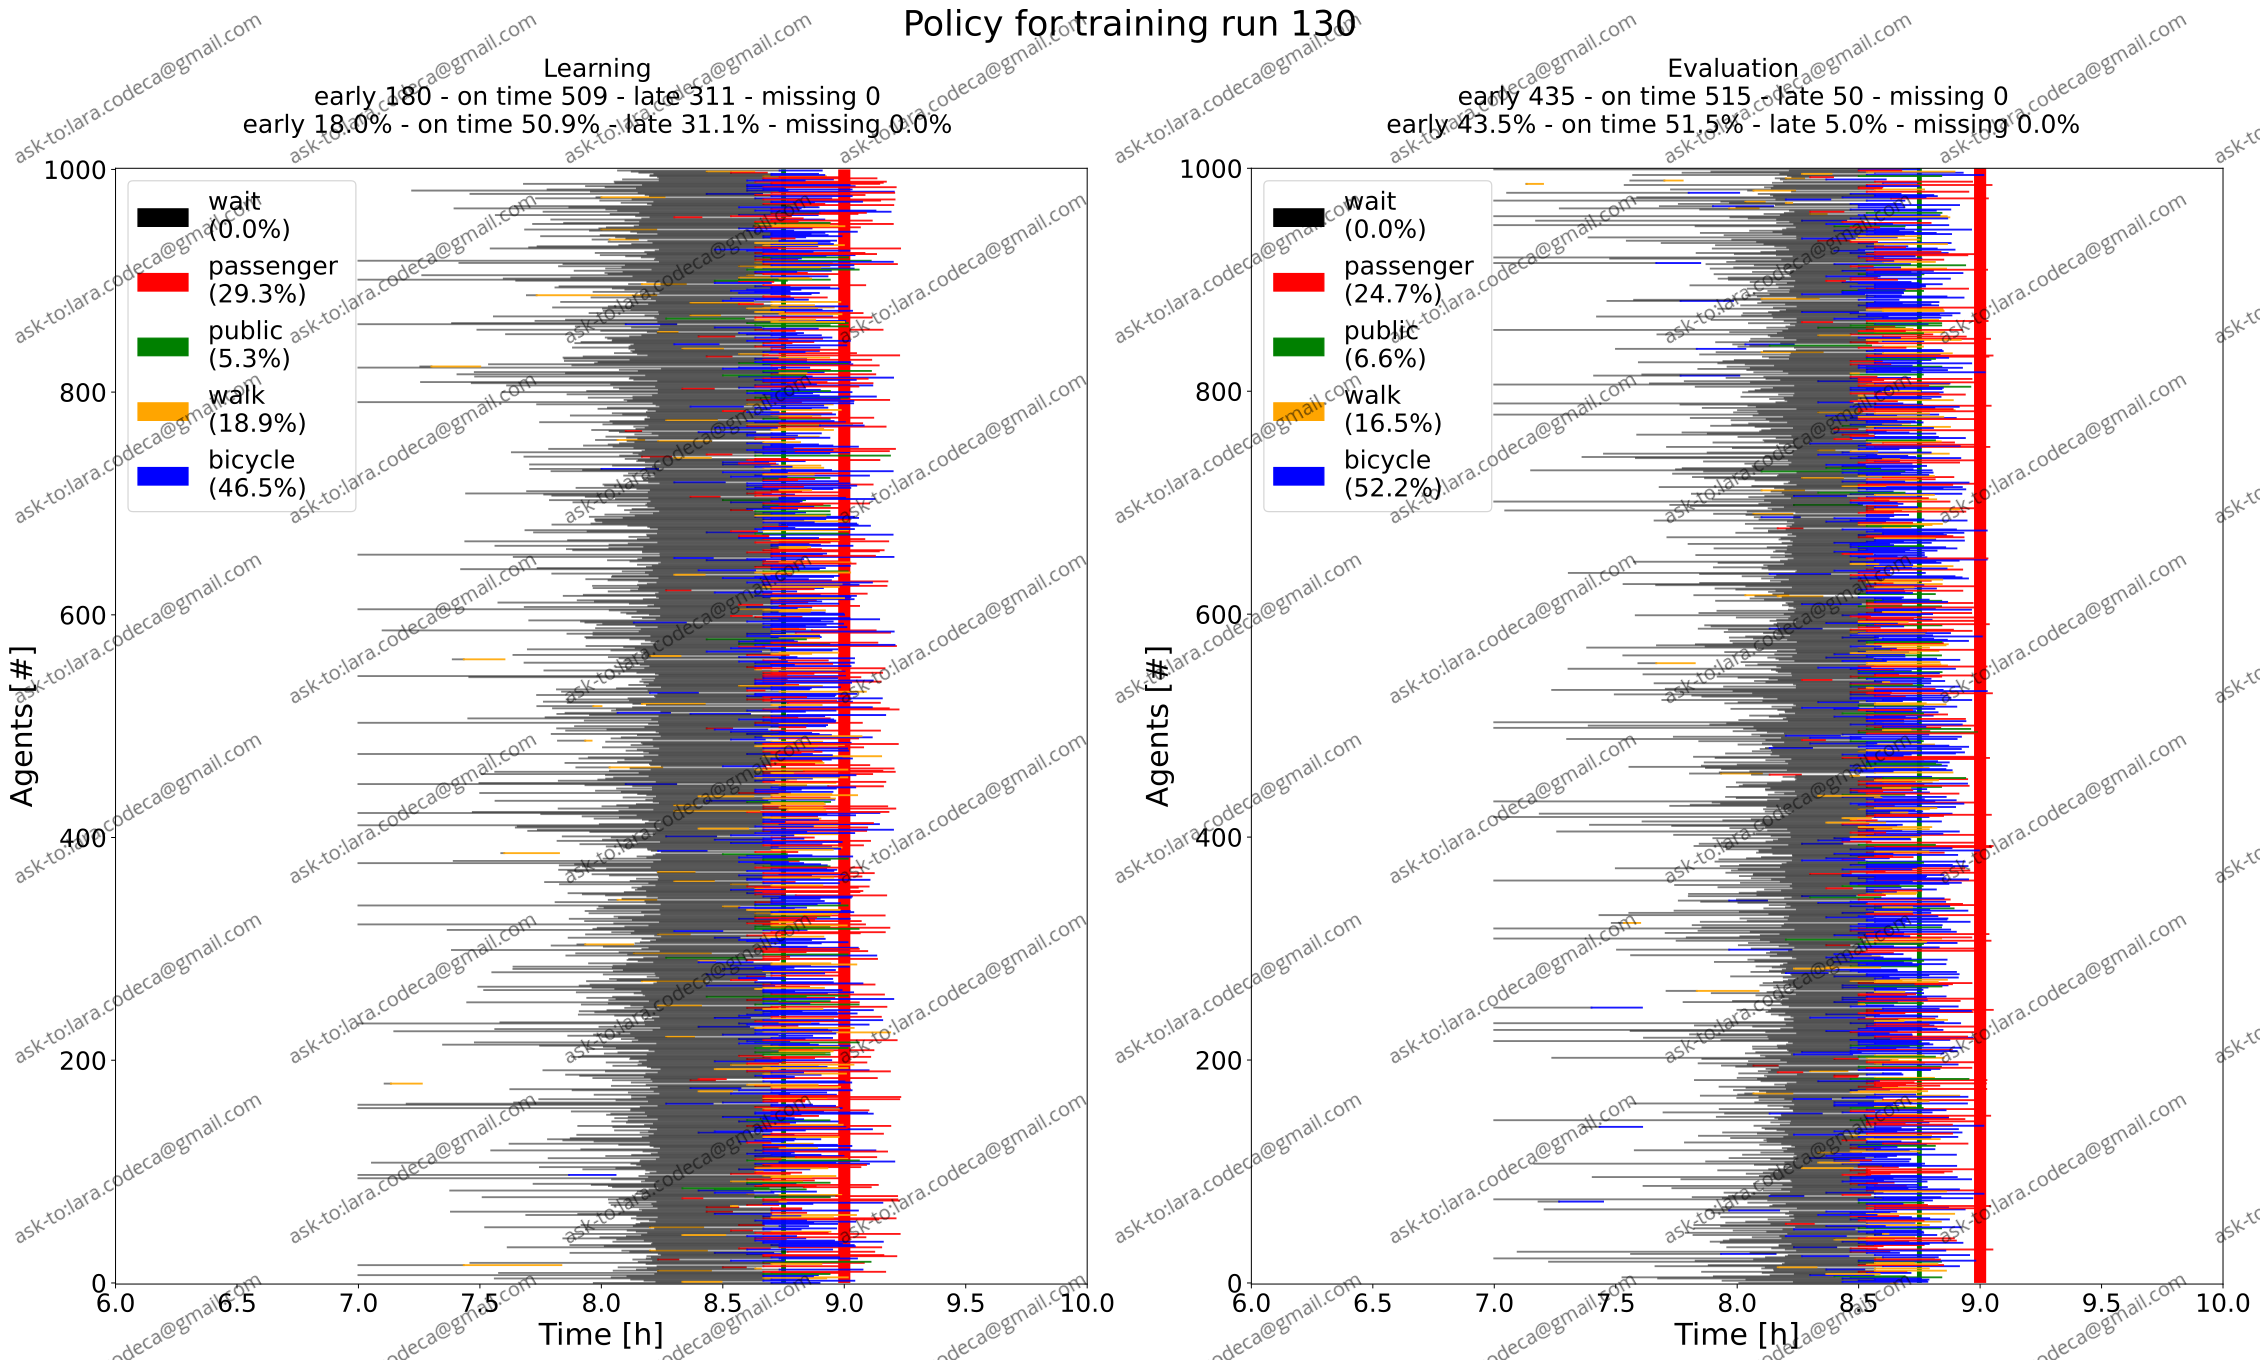 Policy for training run 130
Learning
early 180 - on time 509 - late 311 - missing 0
early 18.0% - on time 50.9% - late 31.1% - missing 0.0%
1000
800
600
400
200
0
Agents [#]
wait
(0.0%)
passenger
(29.3%)
public
(5.3%)
walk
(18.9%)
bicycle
(46.5%)
6.0 6.5 7.0 7.5 8.0 8.5 9.0 9.5 10.0
Time [h]
Evaluation
early 435 - on time 515 - late 50 - missing 0
early 43.5% - on time 51.5% - late 5.0% - missing 0.0%
1000
800
600
400
200
0
Agents [#]
wait
(0.0%)
passenger
(24.7%)
public
(6.6%)
walk
(16.5%)
bicycle
(52.2%)
6.0 6.5 7.0 7.5 8.0 8.5 9.0 9.5 10.0
Time [h]
ask-to:lara.codeca@gmail.com